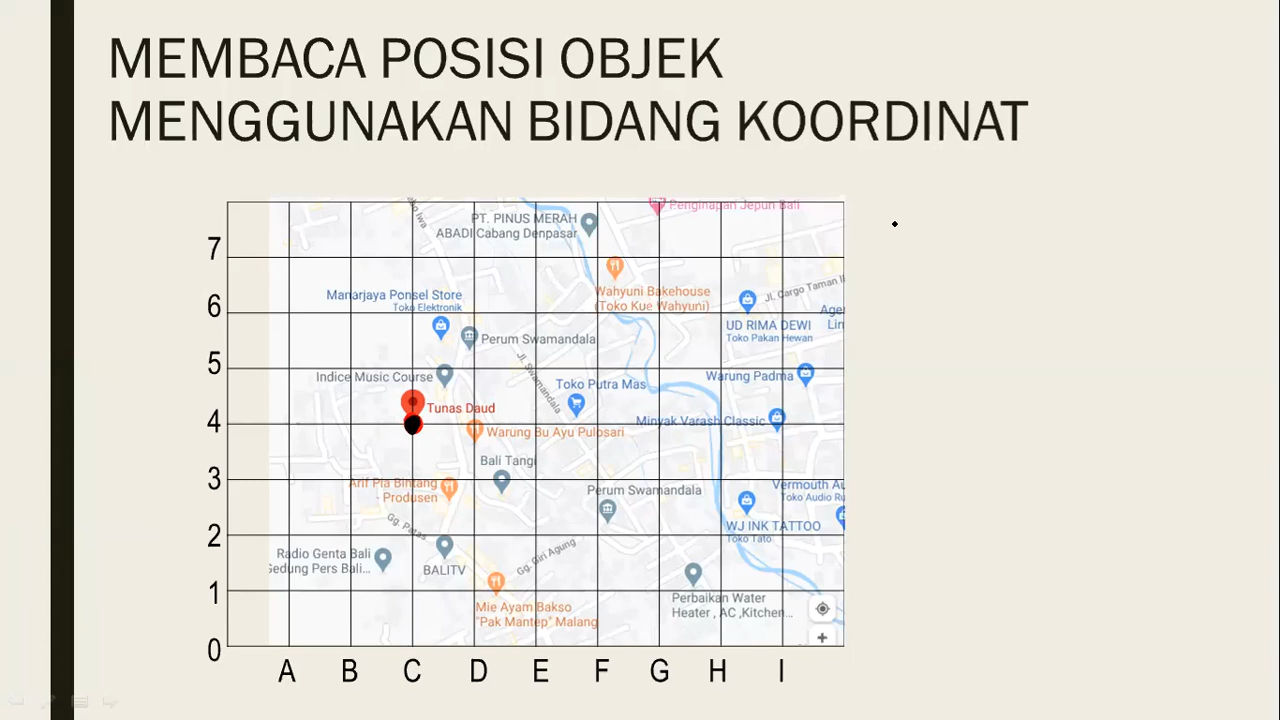 MEMBACA POSISI OBJEK
MENGGUNAKAN BIDANG KOORDINAT
Penginapan Jepun Bali
PT. PINUS MERAH
ABADI Cabang Denpasar
7
Wahyuni Bakehouse
(Toko Kue Wahyuni)
Jl. Cargo Taman
Manarjaya Ponsel Store
Toko Elektronik
6
UD RIMA DEWI
Toko Pakan Hewan
Perum Swamandala
5
Indice Music Course
Jl. Swamandala
Toko Putra Mas
Warung Padma
Tunas Daud
4
Minyak Varash Classic
Warung Bu Ayu Pulosari
Bali Tangi
3
Arif Pia Bintang
- Produsen
Perum Swamandala
Vermouth
Toko Audio
Gg. Patas
WJ INK TATTOO
Toko Tato
2
Radio Genta Bali
Gedung Pers Bali...
BALITV
Gg. Giri Agung
1
Mie Ayam Bakso
"Pak Mantep" Malang
Perbaikan Water
Heater , AC ,Kitchen...
0
A B C D E F G H I